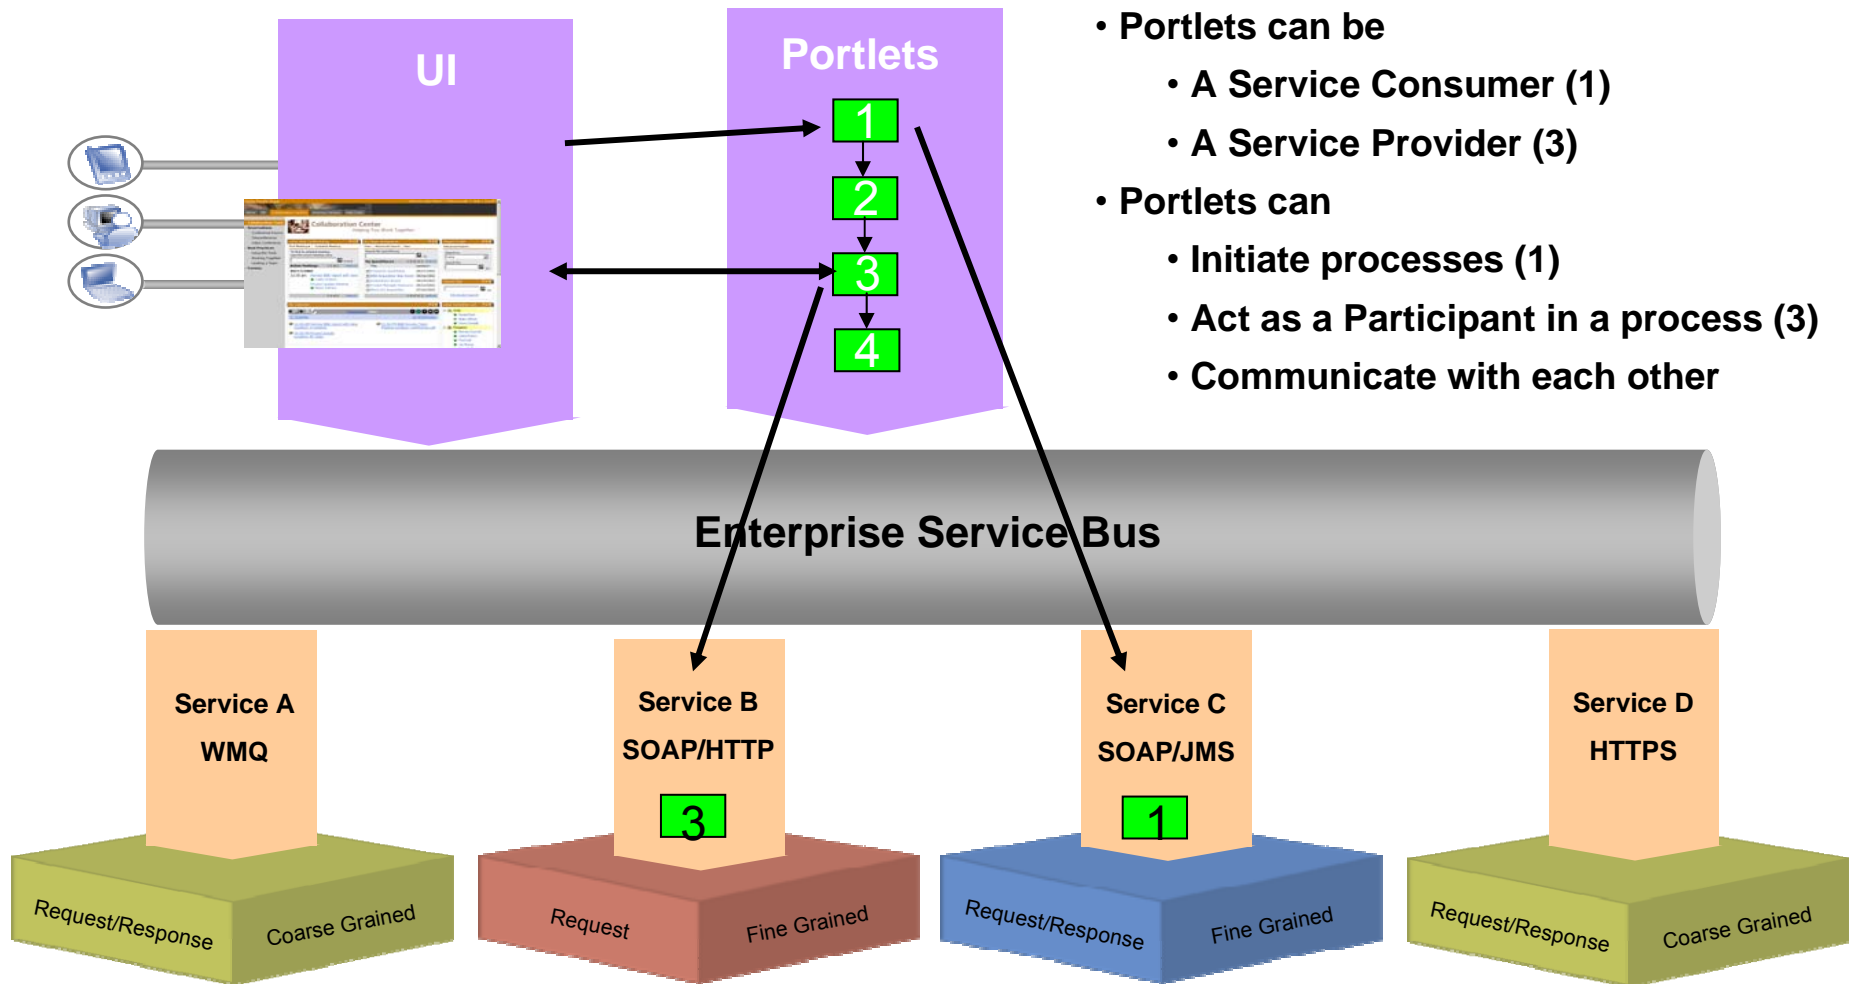 UI
Portlets
1
2
3
4
Collaboration Center
• Portlets can be
• A Service Consumer (1)
• A Service Provider (3)
• Portlets can
• Initiate processes (1)
• Act as a Participant in a process (3)
• Communicate with each other
Enterprise Service Bus
Service A
WMQ
Request/Response
Coarse Grained
Service B
SOAP/HTTP
3
Request
Fine Grained
Service C
SOAP/JMS
1
Request/Response
Fine Grained
Service D
HTTPS
Request/Response
Coarse Grained